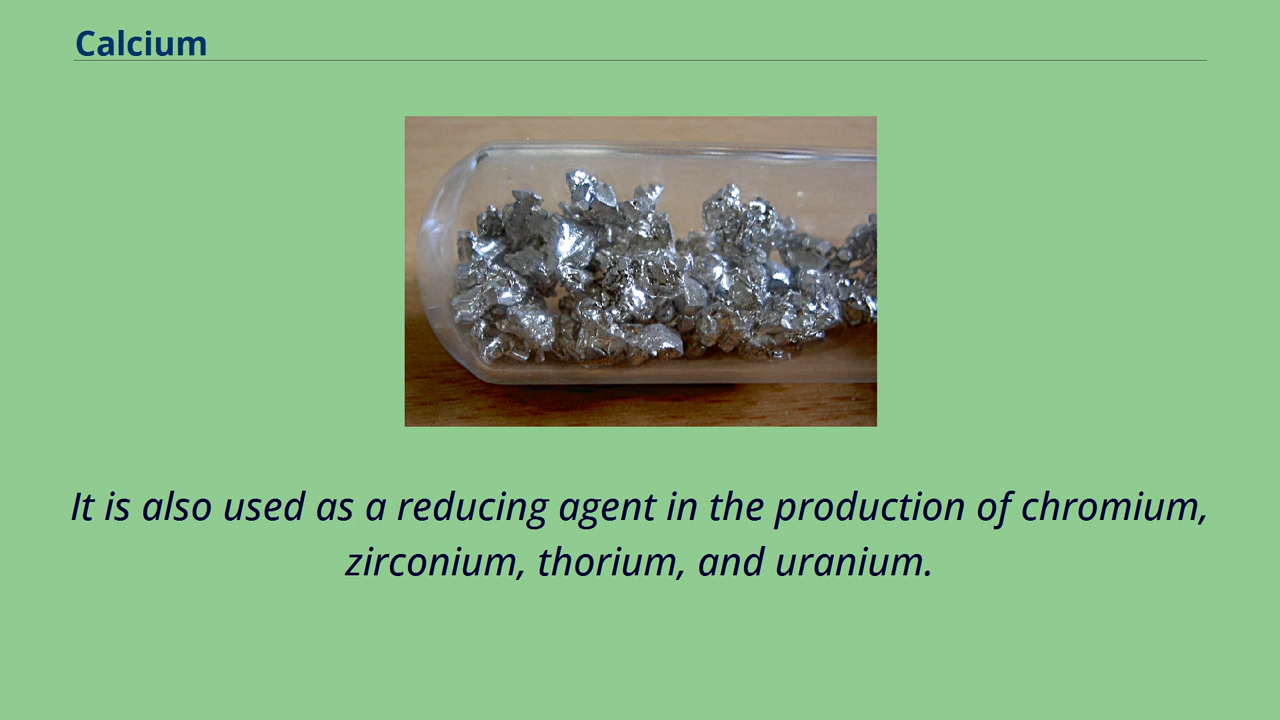 Calcium
It is also used as a reducing agent in the production of chromium,
zirconium, thorium, and uranium.